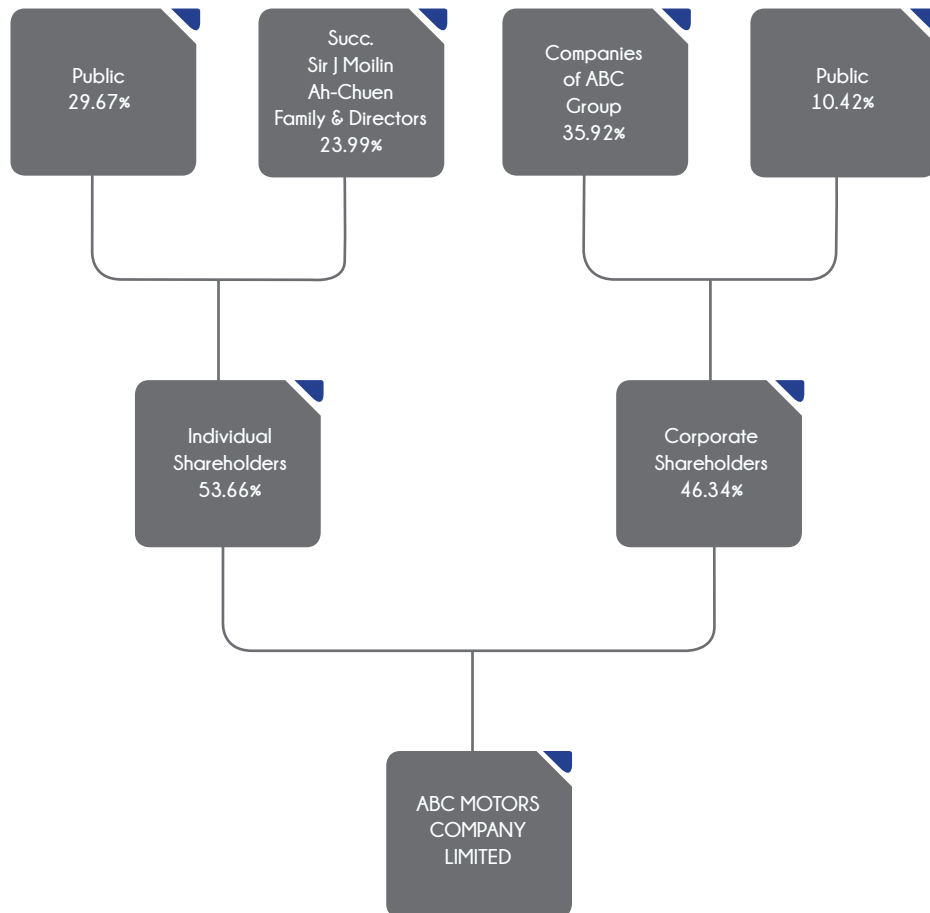 Public
29.67%
Succ.
Sir J Moilin
Ah-Chuen
Family & Directors
23.99%
Companies
of ABC
Group
35.92%
Public
10.42%
Individual
Shareholders
53.66%
Corporate
Shareholders
46.34%
ABC MOTORS
COMPANY
LIMITED